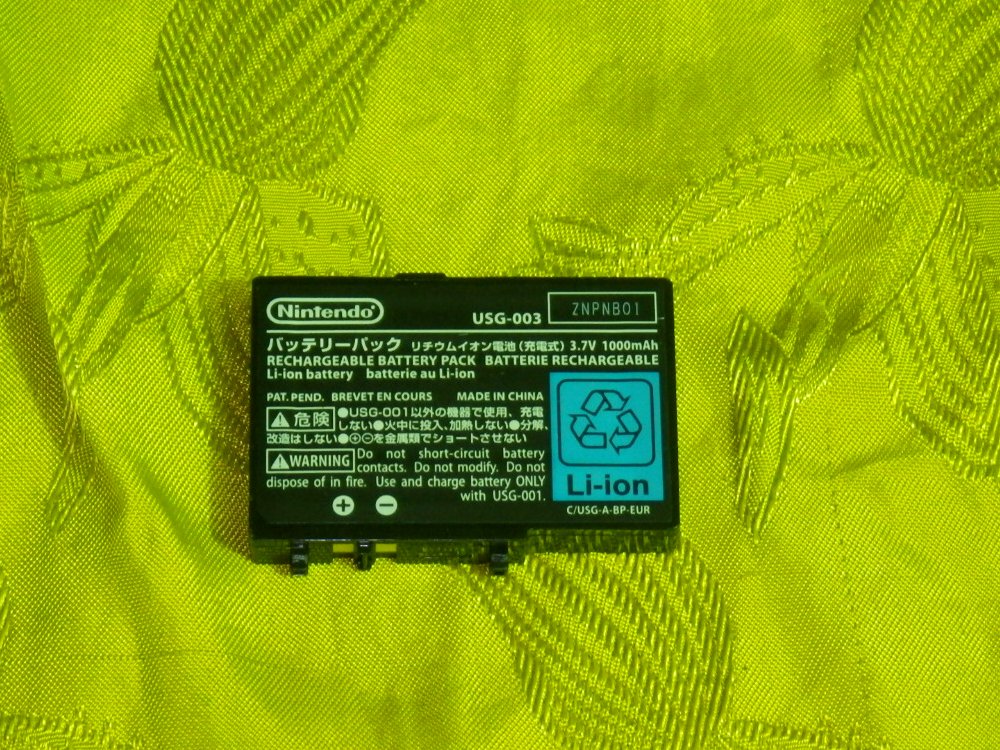 Nintendo
USG-003 ZNPNB01
バッテリーパック リチウムイオン電池(充電式) 3.7V 1000mAh
RECHARGEABLE BATTERY PACK BATTERIE RECHARGEABLE
Li-ion battery batterie au Li-ion
PAT. PEND. BREVET EN COURS MADE IN CHINA
危険 ●USG-001以外の機器で使用、充電
しない●火中に投入、加熱しない●分解、
改造はしない●⊕⊖を金属類でショートさせない
WARNING Do not short-circuit battery
contacts. Do not modify. Do not
dispose of in fire. Use and charge battery ONLY
with USG-001.
Li-ion
C/USG-A-BP-EUR